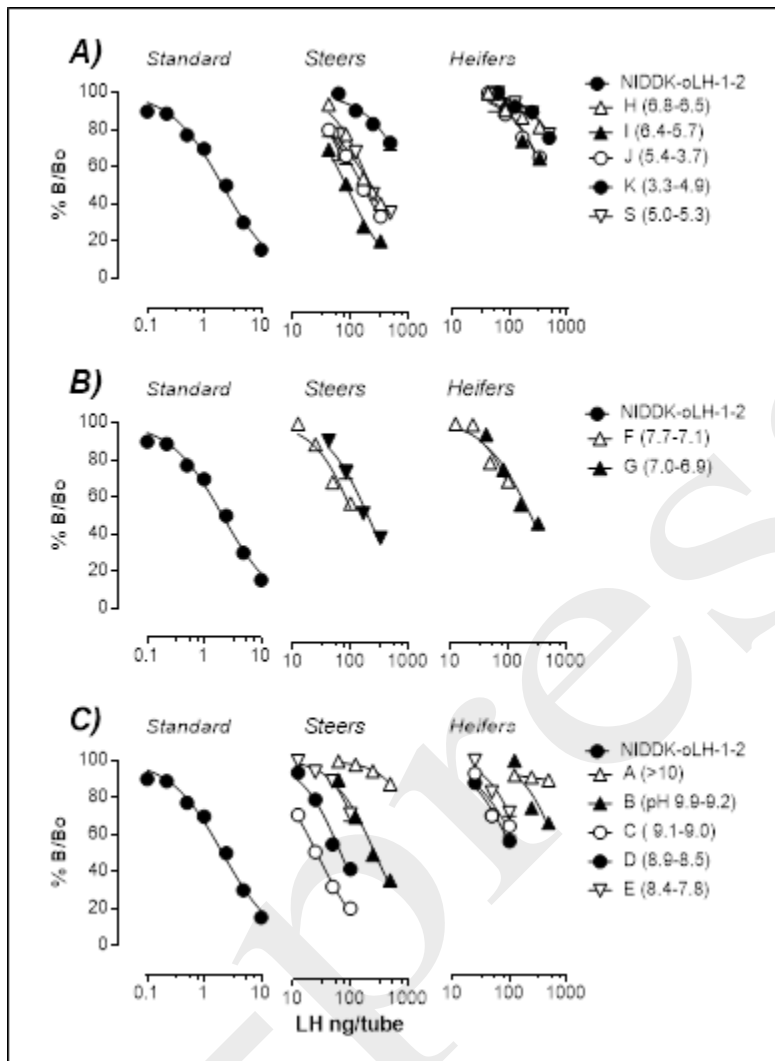 A)
Standard Steers Heifers
100
80
60
40
20
0
% B/Bo
0.1 1 10 10 100 1000 10 100 1000
NIDDK-oLH-1-2
H (6.8-6.5)
I (6.4-5.7)
J (5.4-3.7)
K (3.3-4.9)
S (5.0-5.3)
B)
Standard Steers Heifers
100
80
60
40
20
0
% B/Bo
0.1 1 10 10 100 1000 10 100 1000
NIDDK-oLH-1-2
F (7.7-7.1)
G (7.0-6.9)
C)
Standard Steers Heifers
100
80
60
40
20
0
% B/Bo
0.1 1 10 10 100 1000 10 100 1000
LH ng/tube
NIDDK-oLH-1-2
A (>10)
B (pH 9.9-9.2)
C ( 9.1-9.0)
D (8.9-8.5)
E (8.4-7.8)